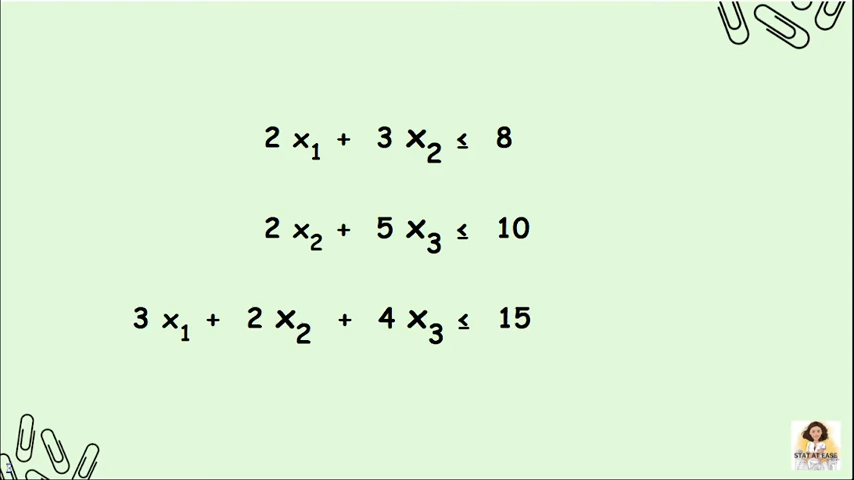 2 x₁ + 3 x₂ ≤ 8
2 x₂ + 5 x₃ ≤ 10
3 x₁ + 2 x₂ + 4 x₃ ≤ 15
STAT AT EASE